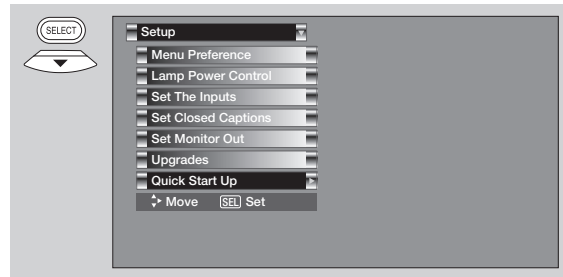 SELECT
Setup
Menu Preference
Lamp Power Control
Set The Inputs
Set Closed Captions
Set Monitor Out
Upgrades
Quick Start Up
Move SEL Set